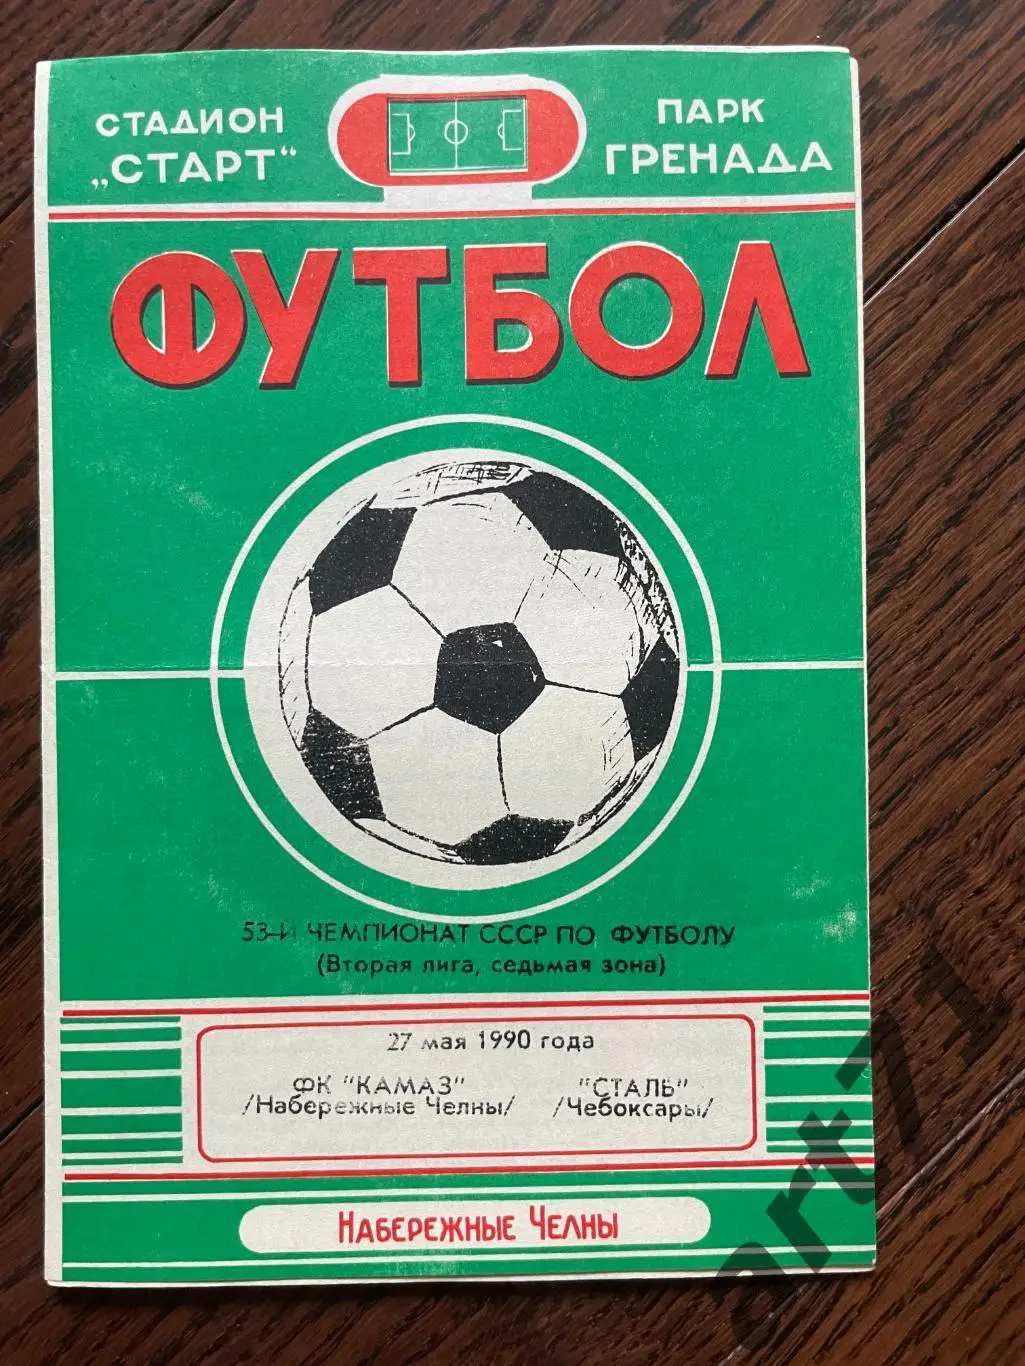 СТАДИОН
„СТАРТ“
ПАРК
ГРЕНАДА
ФУТБОЛ
53-Й ЧЕМПИОНАТ СССР ПО ФУТБОЛУ
(Вторая лига, седьмая зона)
27 мая 1990 года
ФК "КАМАЗ" "СТАЛЬ"
/Набережные Челны/ /Чебоксары/
НАБЕРЕЖНЫЕ ЧЕЛНЫ
art71